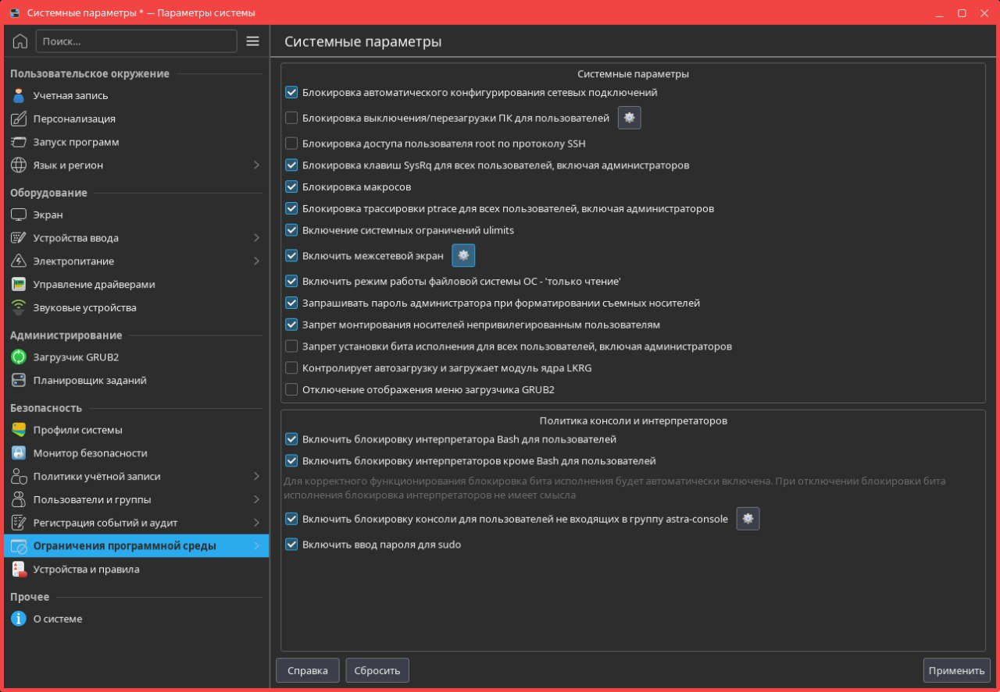 Системные параметры * — Параметры системы
Поиск...
Системные параметры
Пользовательское окружение
Учетная запись
Персонализация
Запуск программ
Язык и регион
Оборудование
Экран
Устройства ввода
Электропитание
Управление драйверами
Звуковые устройства
Администрирование
Загрузчик GRUB2
Планировщик заданий
Безопасность
Профили системы
Монитор безопасности
Политики учётной записи
Пользователи и группы
Регистрация событий и аудит
Ограничения программной среды
Устройства и правила
Прочее
О системе
Системные параметры
Блокировка автоматического конфигурирования сетевых подключений
Блокировка выключения/перезагрузки ПК для пользователей
Блокировка доступа пользователя root по протоколу SSH
Блокировка клавиш SysRq для всех пользователей, включая администраторов
Блокировка макросов
Блокировка трассировки ptrace для всех пользователей, включая администраторов
Включение системных ограничений ulimits
Включить межсетевой экран
Включить режим работы файловой системы ОС - 'только чтение'
Запрашивать пароль администратора при форматировании съемных носителей
Запрет монтирования носителей непривилегированным пользователям
Запрет установки бита исполнения для всех пользователей, включая администраторов
Контролирует автозагрузку и загружает модуль ядра LKRG
Отключение отображения меню загрузчика GRUB2
Политика консоли и интерпретаторов
Включить блокировку интерпретатора Bash для пользователей
Включить блокировку интерпретаторов кроме Bash для пользователей
Для корректного функционирования блокировка бита исполнения будет автоматически включена. При отключении блокировки бита
исполнения блокировка интерпретаторов не имеет смысла
Включить блокировку консоли для пользователей не входящих в группу astra-console
Включить ввод пароля для sudo
Справка
Сбросить
Применить